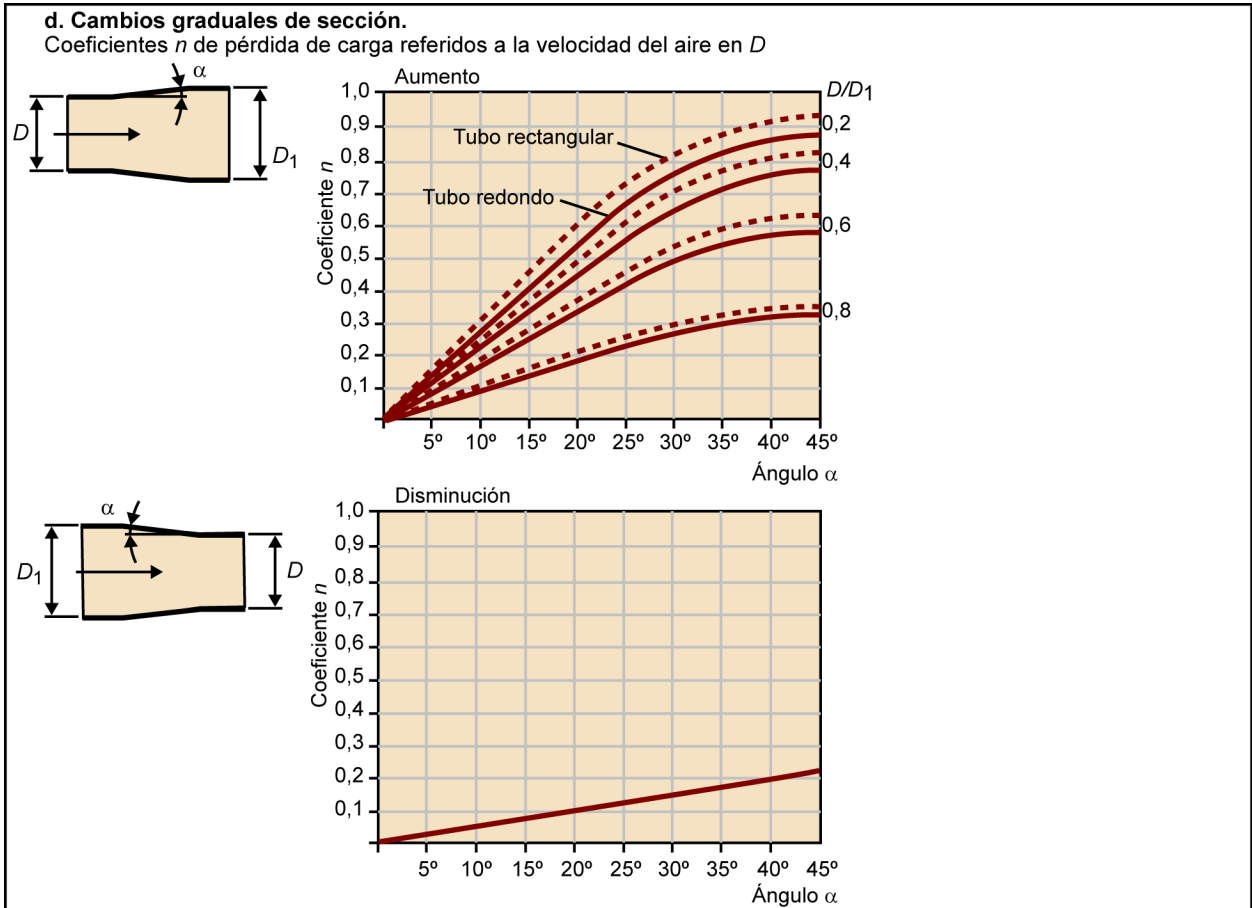 d. Cambios graduales de sección.
Coeficientes n de pérdida de carga referidos a la velocidad del aire en D
α
D
D1
Aumento
Coeficiente n
1,0
0,9
0,8
0,7
0,6
0,5
0,4
0,3
0,2
0,1
Tubo rectangular
Tubo redondo
D/D1
0,2
0,4
0,6
0,8
5º 10º 15º 20º 25º 30º 35º 40º 45º
Ángulo α
α
D1
D
Disminución
Coeficiente n
1,0
0,9
0,8
0,7
0,6
0,5
0,4
0,3
0,2
0,1
5º 10º 15º 20º 25º 30º 35º 40º 45º
Ángulo α